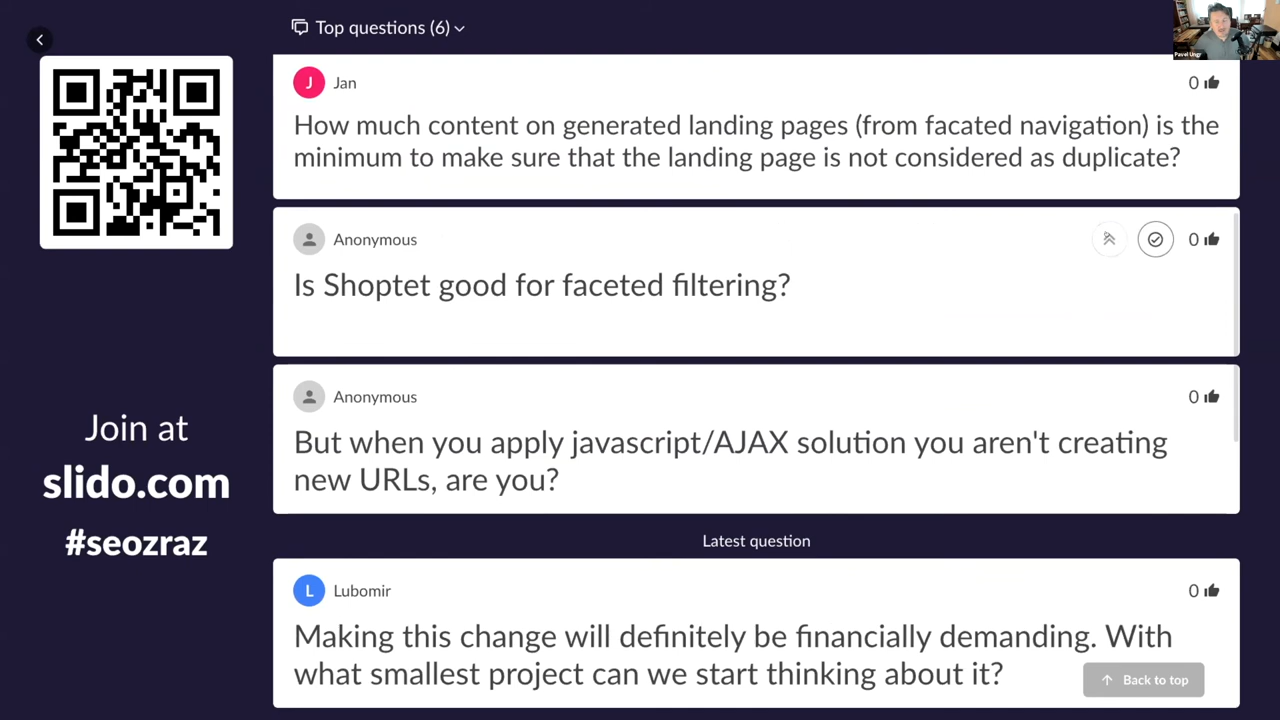 Top questions (6)
J Jan 0
How much content on generated landing pages (from facated navigation) is the
minimum to make sure that the landing page is not considered as duplicate?
Anonymous 0
Is Shoptet good for faceted filtering?
Anonymous 0
But when you apply javascript/AJAX solution you aren't creating
new URLs, are you?
Latest question
L Lubomir 0
Making this change will definitely be financially demanding. With
what smallest project can we start thinking about it?
Back to top
Join at
slido.com
#seozraz
Pavel Ungr